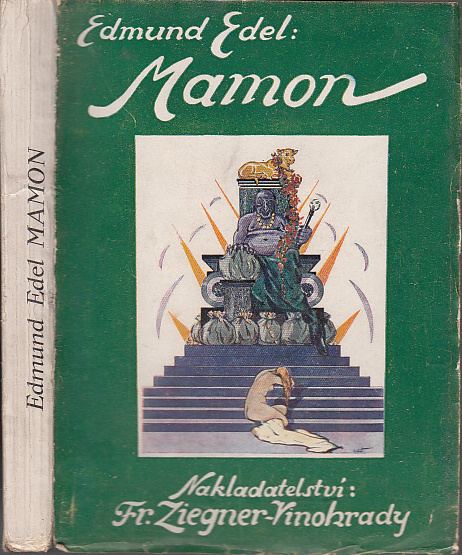 Edmund Edel:
Mamon
Nakladatelství:
Fr. Ziegner-Vinohrady
Edmund Edel MAMON